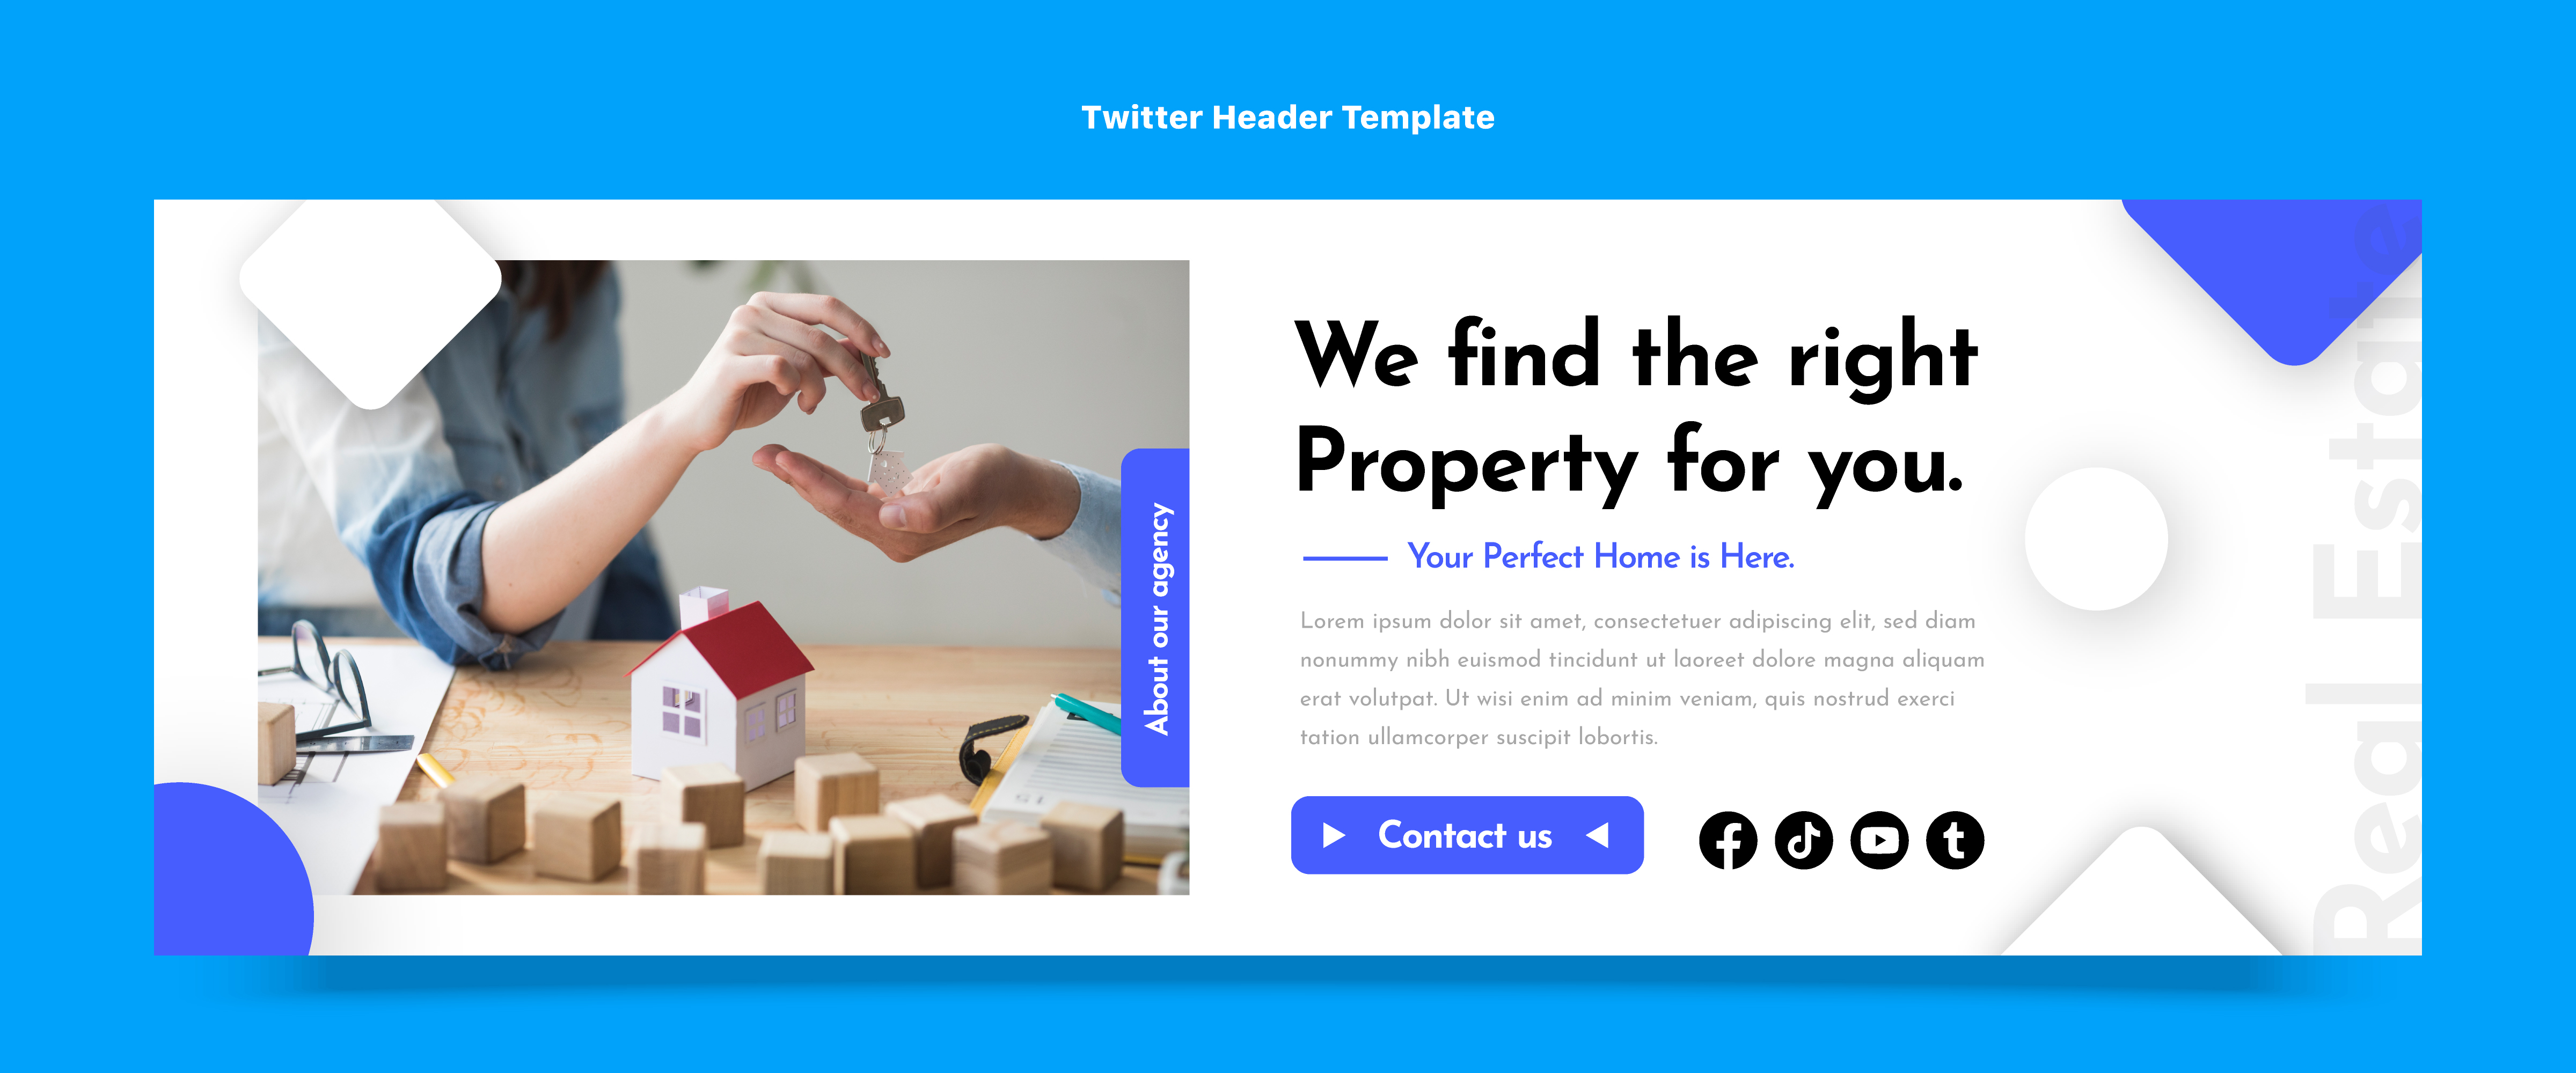 Twitter Header Template
We find the right
Property for you.
Your Perfect Home is Here.
Lorem ipsum dolor sit amet, consectetuer adipiscing elit, sed diam
nonummy nibh euismod tincidunt ut laoreet dolore magna aliquam
erat volutpat. Ut wisi enim ad minim veniam, quis nostrud exerci
tation ullamcorper suscipit lobortis.
Contact us
About our agency
Real Estate